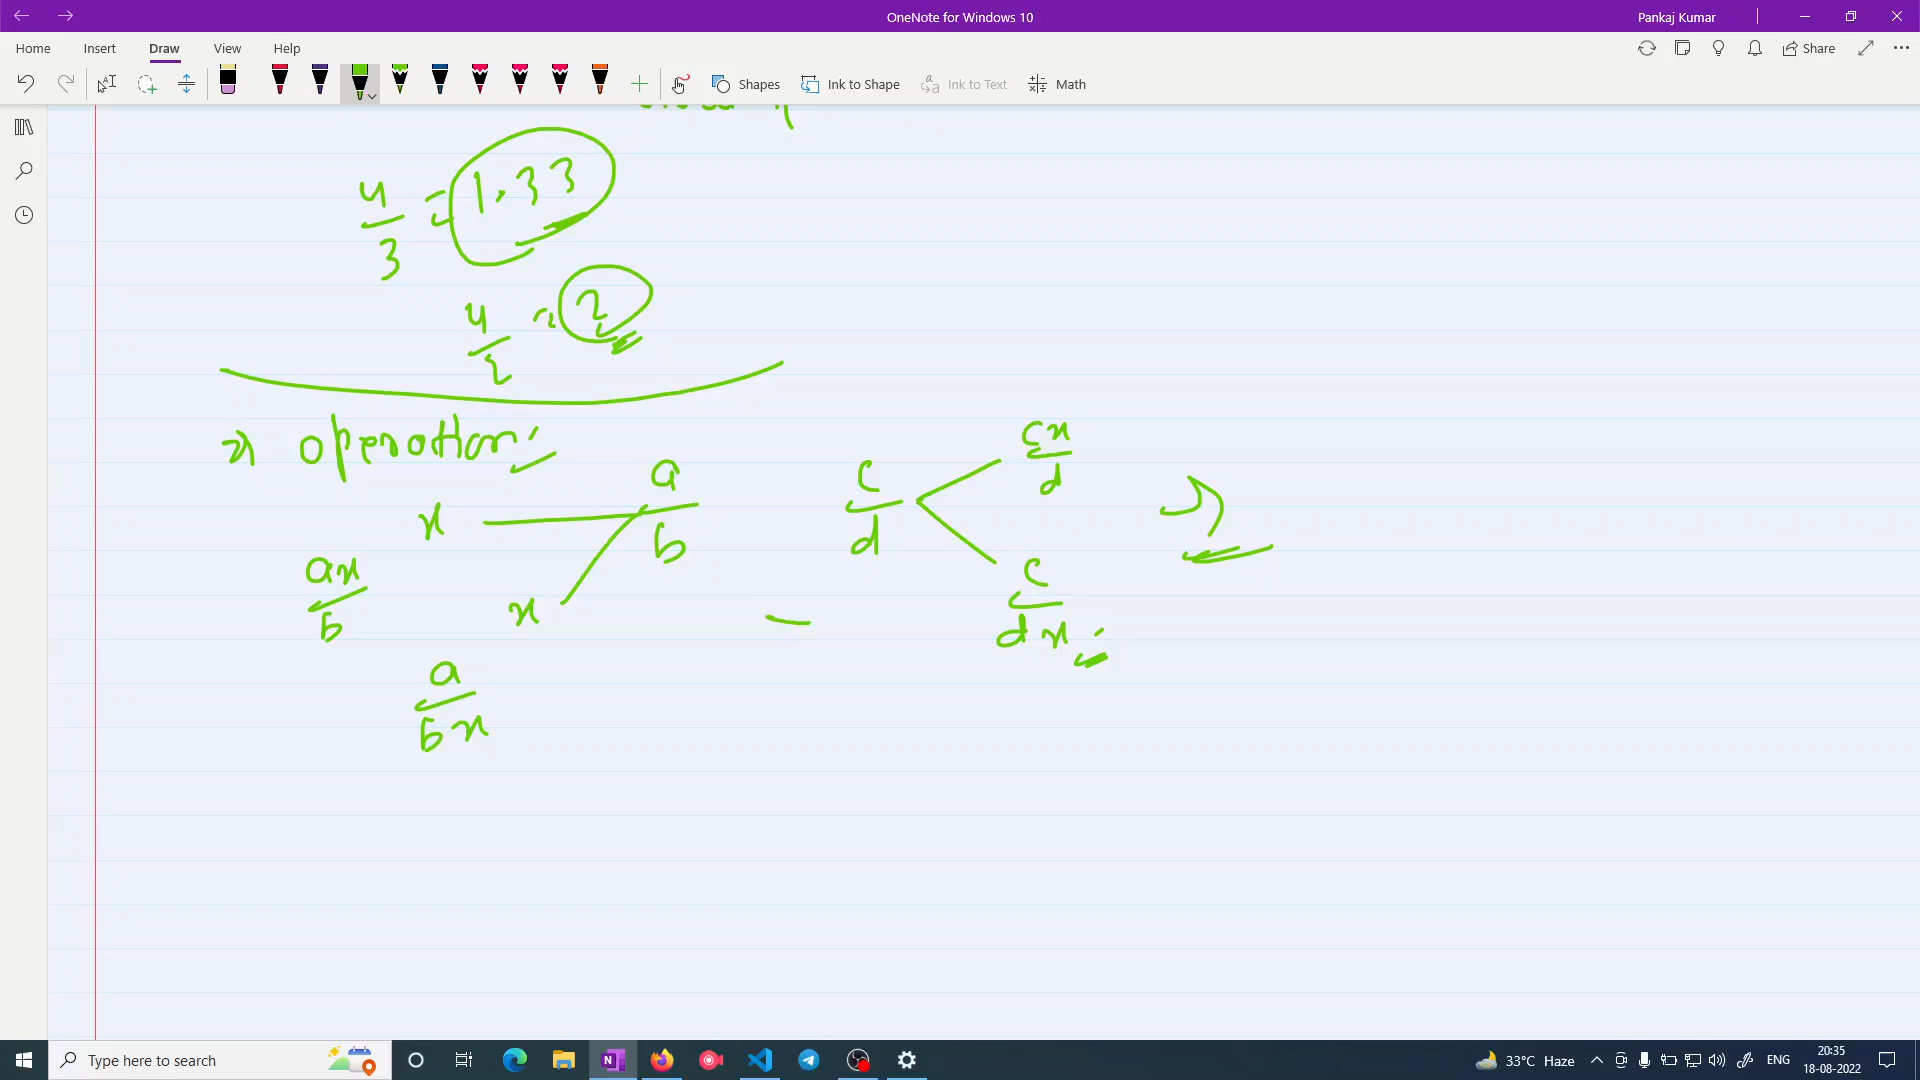 OneNote for Windows 10
Pankaj Kumar
Home Insert Draw View Help
Share
Shapes Ink to Shape Ink to Text Math
4/3 = 1.33
4/2 = 2
2) operation:
x a/b c/d cx/d
ax/b x c/dx
a/bx
Type here to search
33°C Haze ENG 20:35
18-08-2022